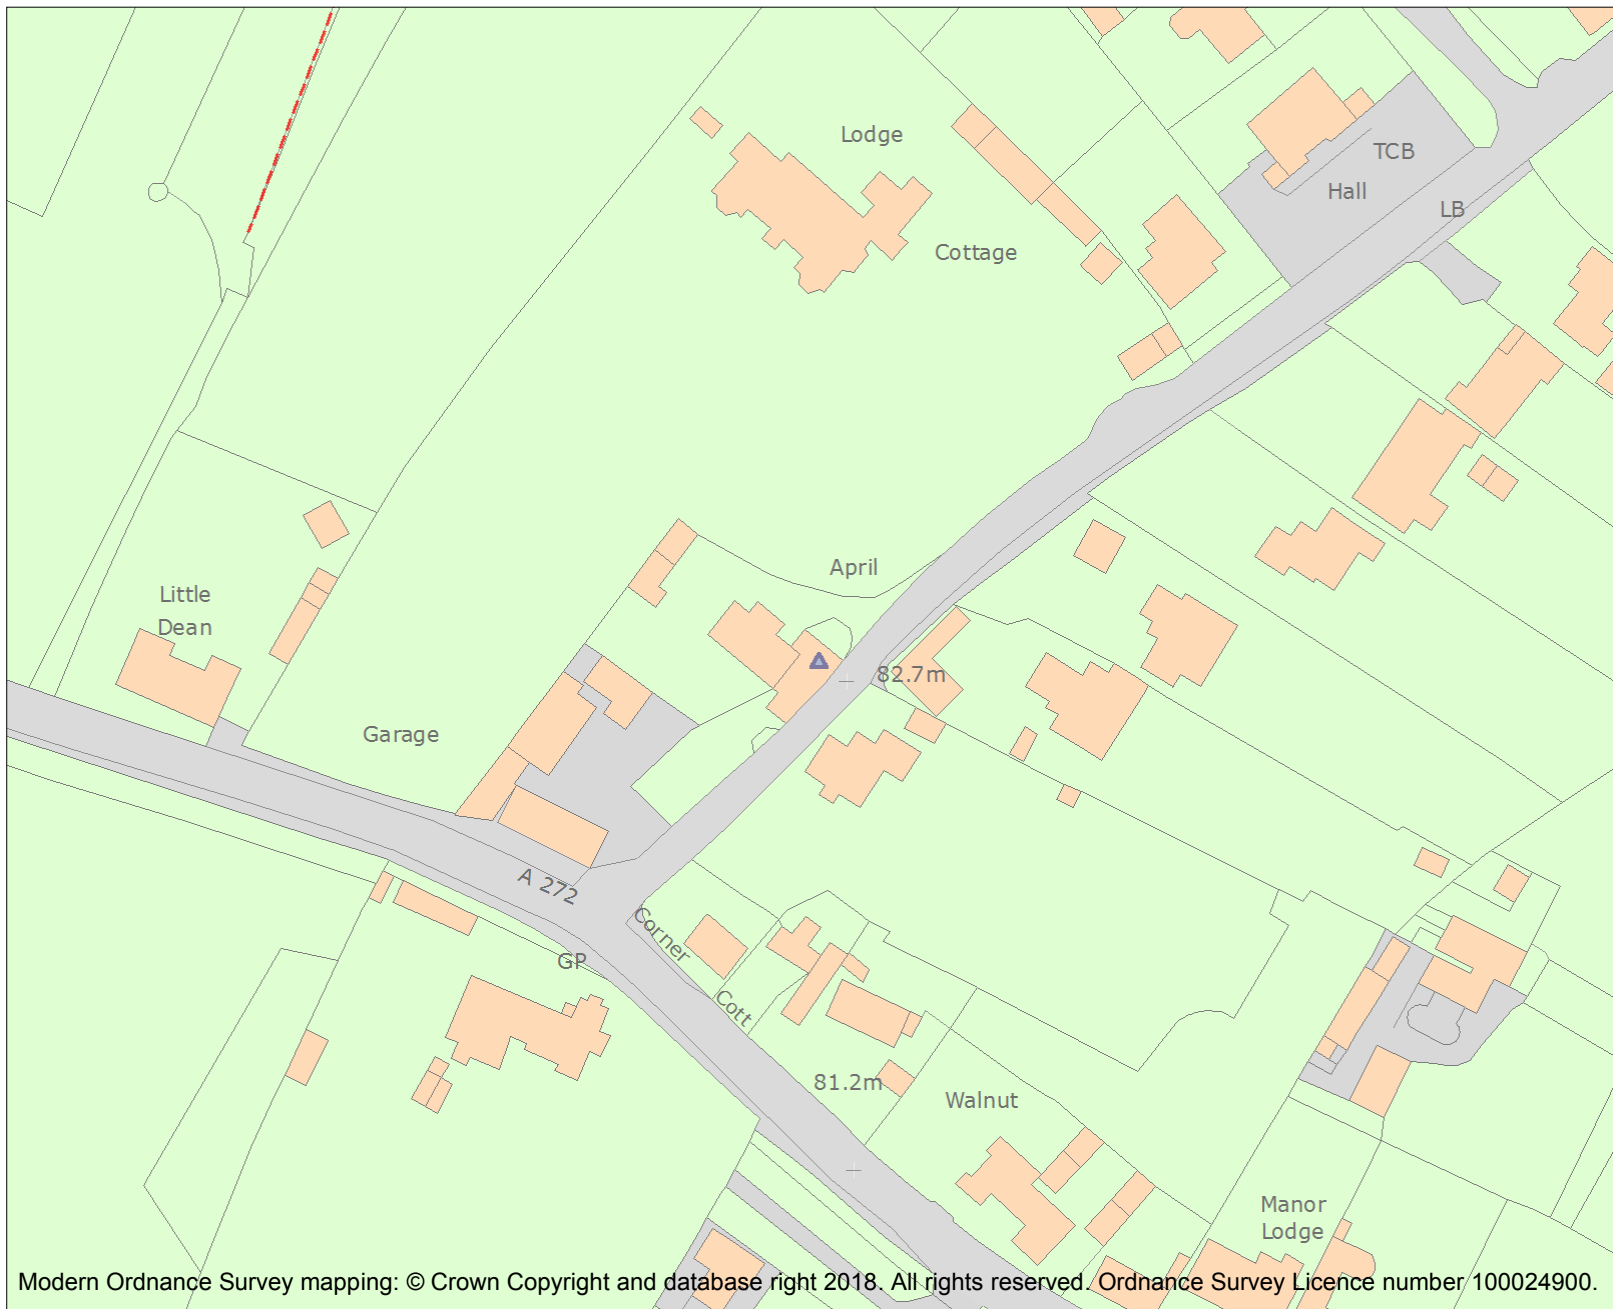 Lodge
TCB
Hall
LB
Cottage
April
Little
Dean
82.7m
Garage
A 272
Corner
GP
Cott
81.2m
Walnut
Manor
Lodge
Modern Ordnance Survey mapping: © Crown Copyright and database right 2018. All rights reserved. Ordnance Survey Licence number 100024900.